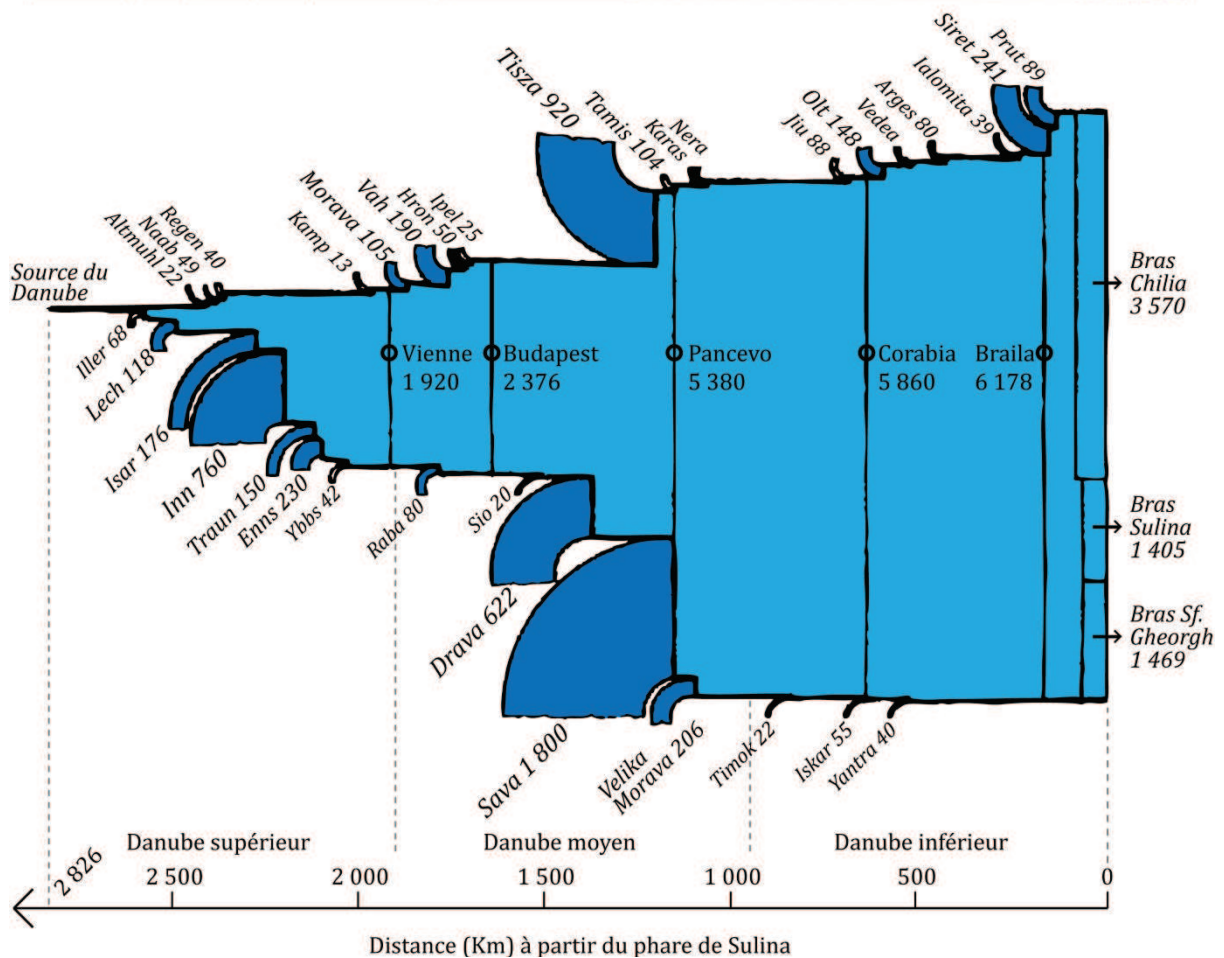 Source du
Danube
Altmuhl 22
Naab 49
Regen 40
Kamp 13
Morava 105
Vah 190
Hron 50
Ipel 25
Tisza 920
Tamis 104
Karas
Nera
Jiu 88
Olt 148
Vedea
Arges 80
Ialomita 39
Siret 241
Prut 89
Vienne
1 920
Budapest
2 376
Pancevo
5 380
Corabia
5 860
Braila
6 178
Bras
Chilia
3 570
Bras
Sulina
1 405
Bras Sf.
Gheorgh
1 469
Iller 68
Lech 118
Isar 176
Inn 760
Traun 150
Enns 230
Ybbs 42
Raba 80
Sio 20
Drava 622
Sava 1 800
Velika
Morava 206
Timok 22
Iskar 55
Yantra 40
Danube supérieur
Danube moyen
Danube inférieur
2 826
2 500
2 000
1 500
1 000
500
0
Distance (Km) à partir du phare de Sulina